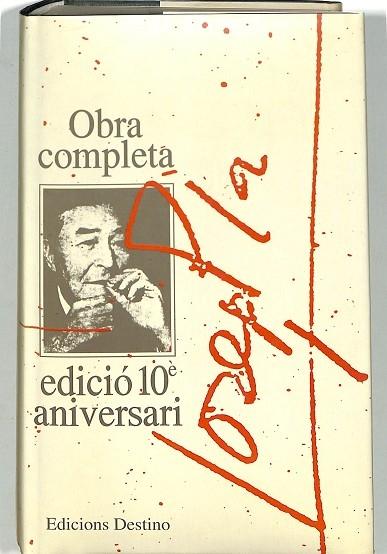 Obra
completa
Josep Pla
edició 10è
aniversari
Edicions Destino